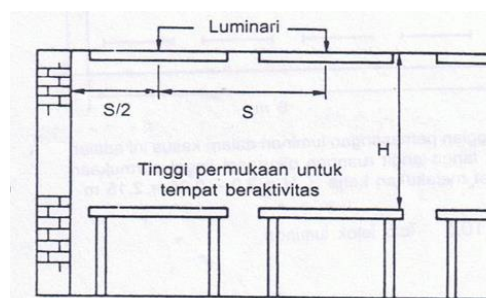 Luminari
S/2
S
H
Tinggi permukaan untuk
tempat beraktivitas